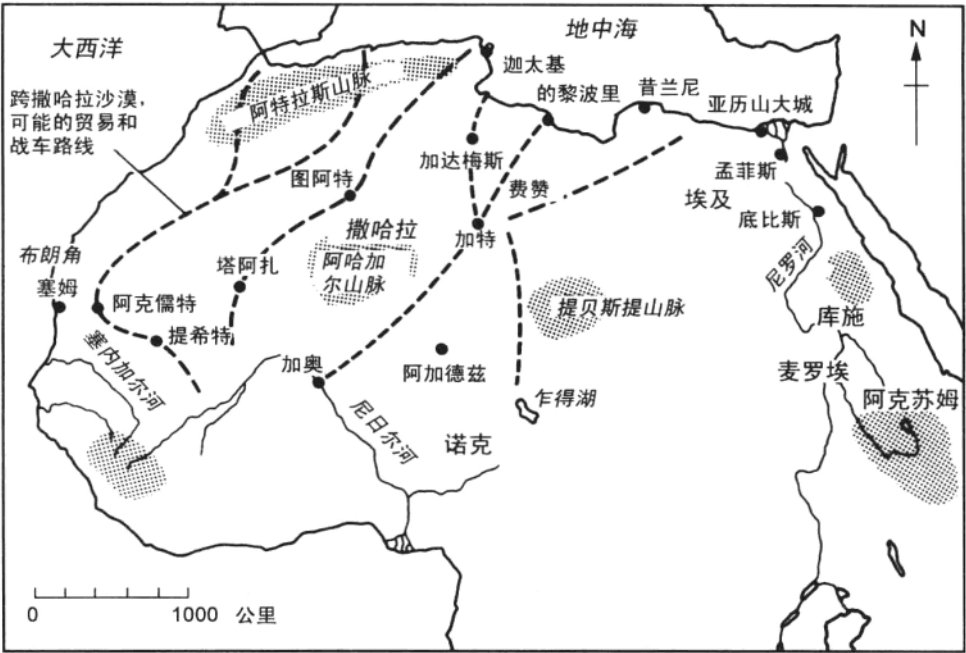 大西洋
地中海
N
迦太基
的黎波里
昔兰尼
亚历山大城
跨撒哈拉沙漠，
可能的贸易和
战车路线
阿特拉斯山脉
加达梅斯
孟菲斯
图阿特
费赞
埃及
底比斯
撒哈拉
加特
布朗角
塔阿扎
阿哈加
尔山脉
尼罗河
塞姆
阿克儒特
提贝斯提山脉
库施
提希特
塞内加尔河
加奥
阿加德兹
乍得湖
麦罗埃
阿克苏姆
尼日尔河
诺克
0 1000 公里